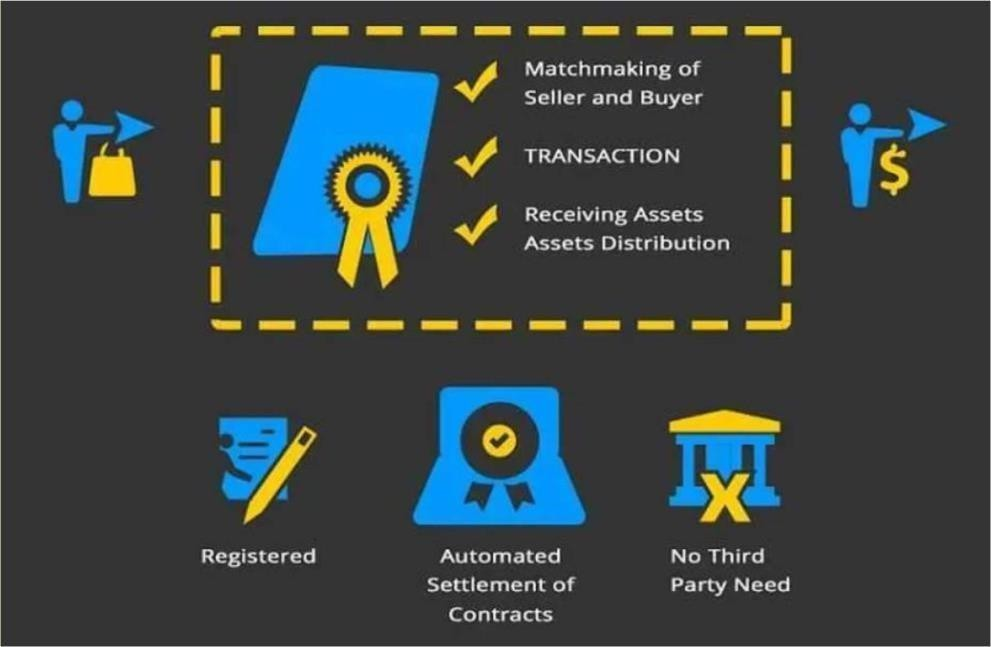 Matchmaking of
Seller and Buyer
TRANSACTION
Receiving Assets
Assets Distribution
$
Registered
Automated
Settlement of
Contracts
No Third
Party Need